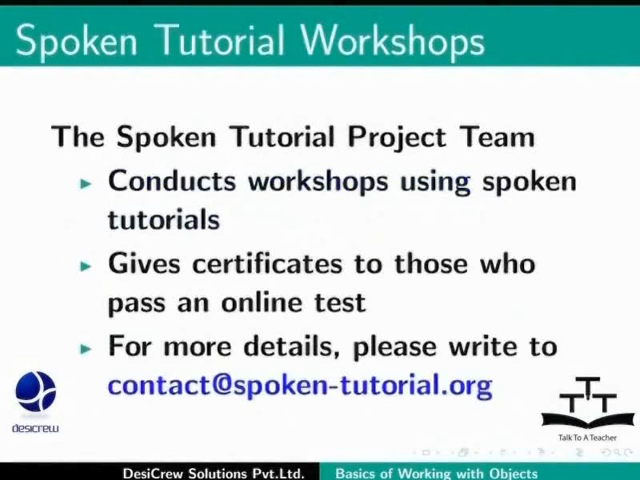 Spoken Tutorial Workshops
The Spoken Tutorial Project Team
Conducts workshops using spoken
tutorials
Gives certificates to those who
pass an online test
For more details, please write to
contact@spoken-tutorial.org
desicrew
TTT
Talk To A Teacher
DesiCrew Solutions Pvt.Ltd.
Basics of Working with Objects